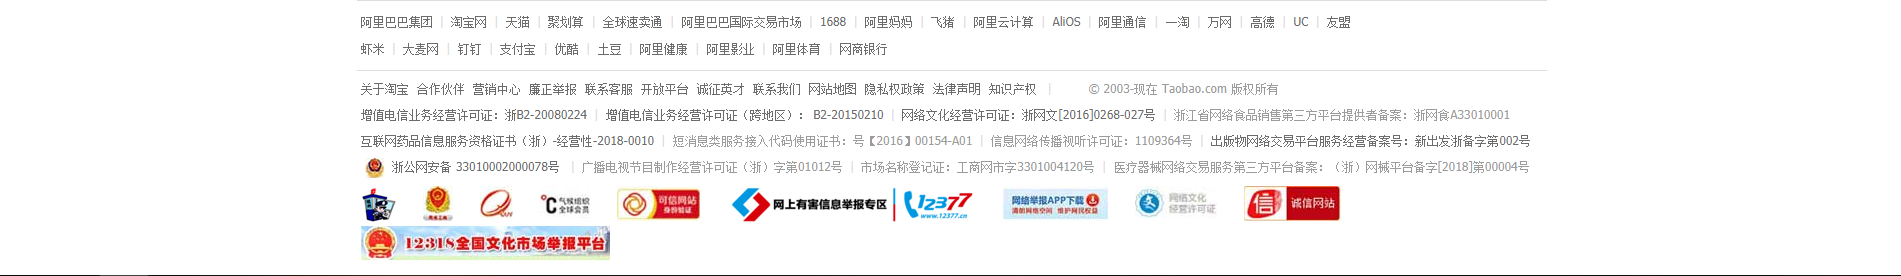 阿里巴巴集团 | 淘宝网 | 天猫 | 聚划算 | 全球速卖通 | 阿里巴巴国际交易市场 | 1688 | 阿里妈妈 | 飞猪 | 阿里云计算 | AliOS | 阿里通信 | 一淘 | 万网 | 高德 | UC | 友盟
虾米 | 大麦网 | 钉钉 | 支付宝 | 优酷 | 土豆 | 阿里健康 | 阿里影业 | 阿里体育 | 网商银行
关于淘宝 合作伙伴 营销中心 廉正举报 联系客服 开放平台 诚征英才 联系我们 网站地图 隐私权政策 法律声明 知识产权 | © 2003-现在 Taobao.com 版权所有
增值电信业务经营许可证：浙B2-20080224 | 增值电信业务经营许可证（跨地区）： B2-20150210 | 网络文化经营许可证：浙网文[2016]0268-027号 | 浙江省网络食品销售第三方平台提供者备案：浙网食A33010001
互联网药品信息服务资格证书（浙）-经营性-2018-0010 | 短消息类服务接入代码使用证书：号【2016】00154-A01 | 信息网络传播视听许可证：1109364号 | 出版物网络交易平台服务经营备案号：新出发浙备字第002号
浙公网安备 33010002000078号 | 广播电视节目制作经营许可证（浙）字第01012号 | 市场名称登记证：工商网市字3301004120号 | 医疗器械网络交易服务第三方平台备案：（浙）网械平台备字[2018]第00004号
°C 气候组织 全球会员 可信网站 身份验证 网上有害信息举报专区 12377 www.12377.cn 网络举报APP下载 清朗网络空间 维护网民权益 网络文化 经营许可证 信 诚信网站
12318全国文化市场举报平台